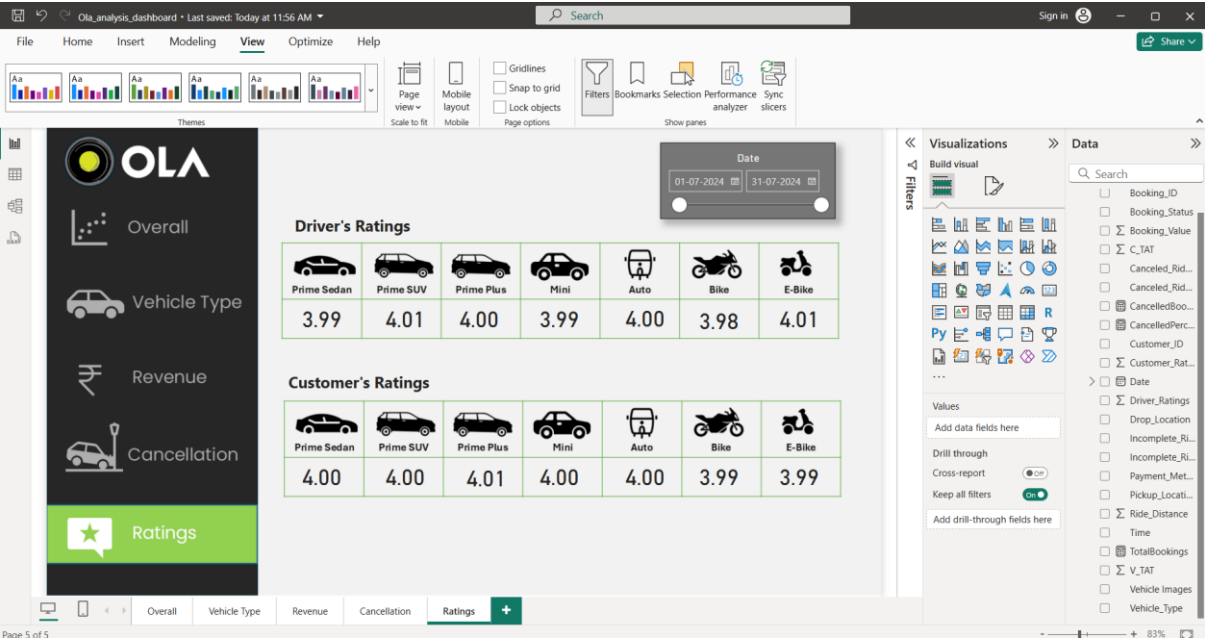 Ola_analysis_dashboard • Last saved: Today at 11:56 AM
Search
Sign in
File Home Insert Modeling View Optimize Help
Share
Aa Aa Aa Aa Aa Aa
Page view
Mobile layout
Gridlines
Snap to grid
Lock objects
Filters Bookmarks Selection Performance analyzer Sync slicers
Themes Scale to fit Mobile Page options Show panes
OLA
Overall
Vehicle Type
Revenue
Cancellation
Ratings
Date
01-07-2024 31-07-2024
Driver's Ratings
Prime Sedan Prime SUV Prime Plus Mini Auto Bike E-Bike
3.99 4.01 4.00 3.99 4.00 3.98 4.01
Customer's Ratings
Prime Sedan Prime SUV Prime Plus Mini Auto Bike E-Bike
4.00 4.00 4.01 4.00 4.00 3.99 3.99
Filters
Visualizations
Build visual
R
Py
...
Values
Add data fields here
Drill through
Cross-report Off
Keep all filters On
Add drill-through fields here
Data
Search
Booking_ID
Booking_Status
Booking_Value
C_TAT
Canceled_Rid...
Canceled_Rid...
CancelledBoo...
CancelledPerc...
Customer_ID
Customer_Rat...
Date
Driver_Ratings
Drop_Location
Incomplete_Ri...
Incomplete_Ri...
Payment_Met...
Pickup_Locati...
Ride_Distance
Time
TotalBookings
V_TAT
Vehicle Images
Vehicle_Type
Overall Vehicle Type Revenue Cancellation Ratings +
Page 5 of 5
- + 83%